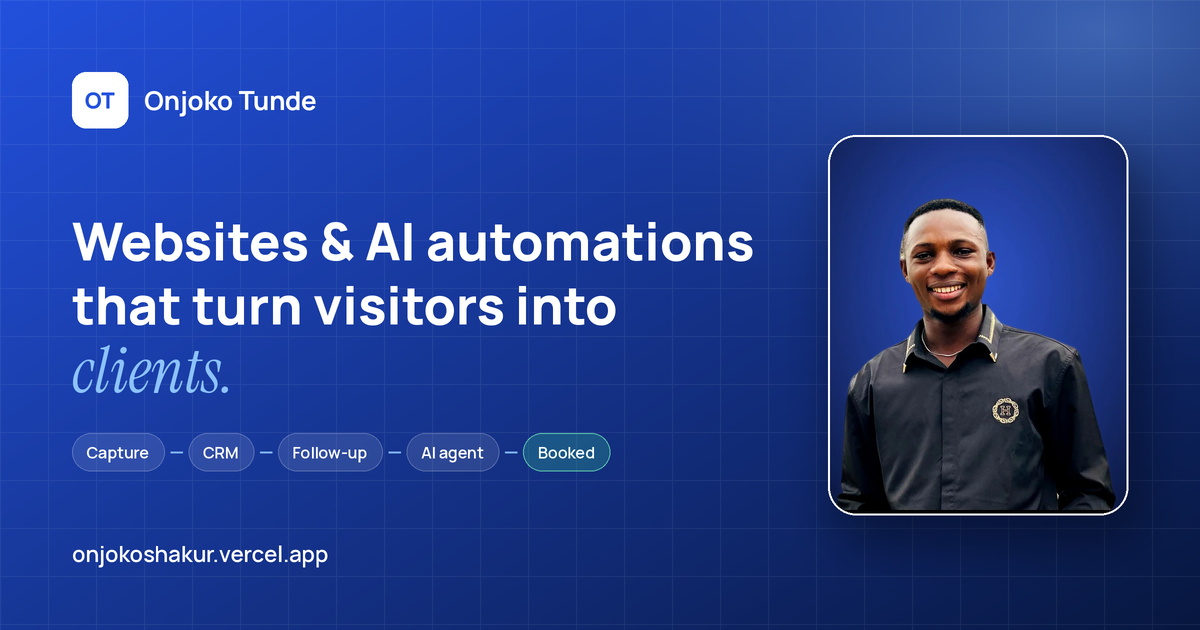 OT
Onjoko Tunde
Websites & AI automations
that turn visitors into
clients.
Capture – CRM – Follow-up – AI agent – Booked
H
onjokoshakur.vercel.app